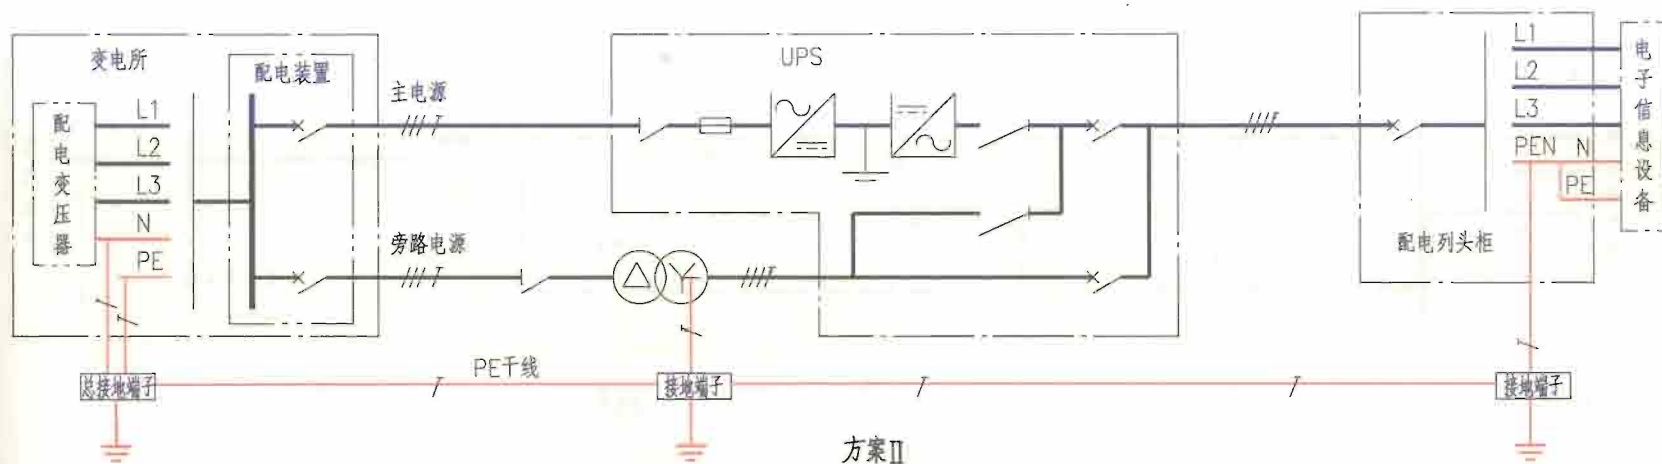 变电所
配电装置
配电变压器
L1
L2
L3
N
PE
主电源
旁路电源
UPS
L1
L2
L3
PEN N
PE
电子信息设备
配电列头柜
总接地端子
PE干线
接地端子
接地端子
方案II